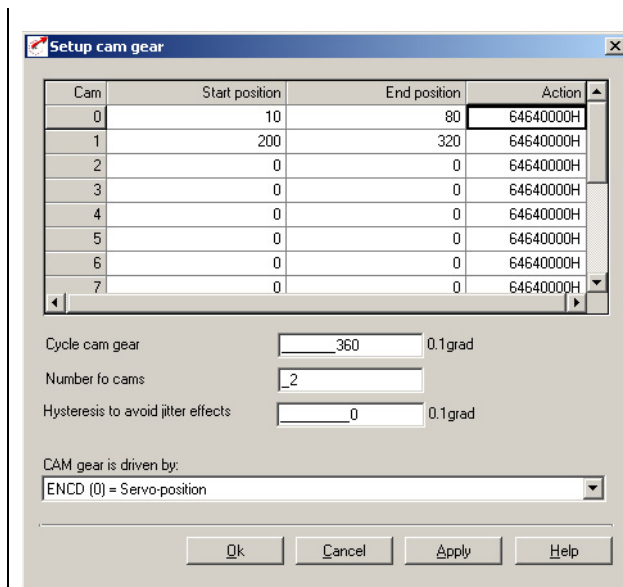 Setup cam gear
Cam Start position End position Action
0 10 80 64640000H
1 200 320 64640000H
2 0 0 64640000H
3 0 0 64640000H
4 0 0 64640000H
5 0 0 64640000H
6 0 0 64640000H
7 0 0 64640000H
Cycle cam gear ______360 0.1grad
Number fo cams _2
Hysteresis to avoid jitter effects ________0 0.1grad
CAM gear is driven by:
ENCD (0) = Servo-position
Ok Cancel Apply Help